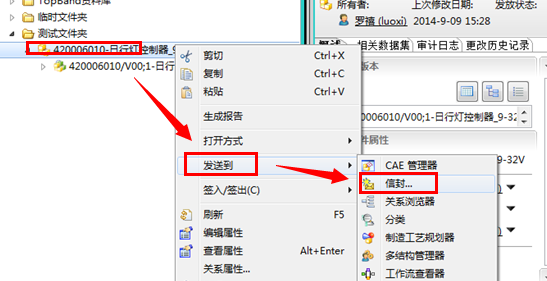 TopBand资料库
临时文件夹
测试文件夹
420006010-日行灯控制器_9
420006010/V00;1-日行
剪切 Ctrl+X
复制 Ctrl+C
粘贴 Ctrl+V
生成报告
打开方式
发送到
签入/签出(C)
刷新 F5
编辑属性
查看属性 Alt+Enter
关系属性...
CAE 管理器
信封...
关系浏览器
分类
制造工艺规划器
多结构管理器
工作流查看器
所有者:
罗禧 (luoxi)
上次修改日期:
2014-9-09 15:28
发放状态:
相关数据集
审计日志
更改历史记录
版本
006010/V00;1-日行灯控制器_9-32
件属性
9-32V